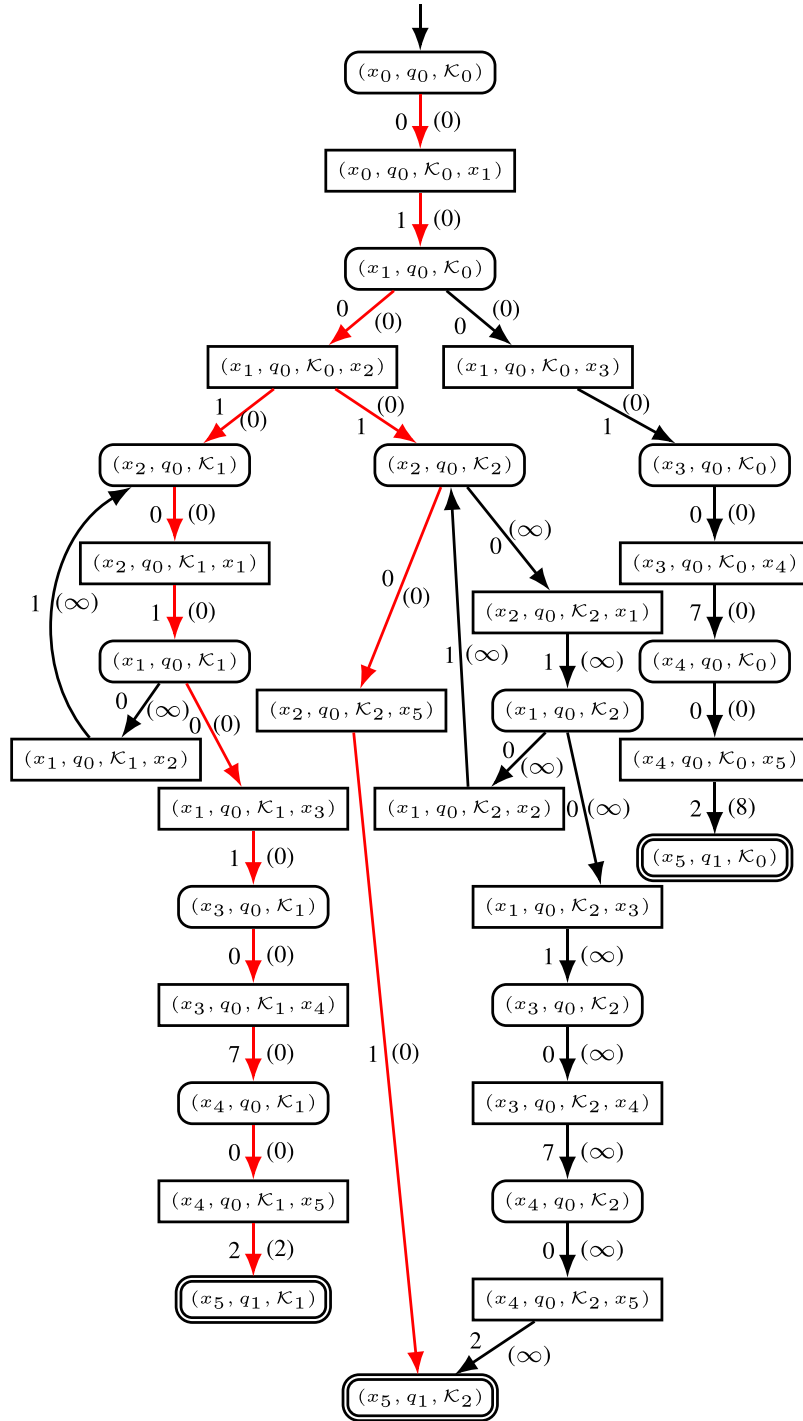 (x₀, q₀, 𝒦₀)
0 (0)
(x₀, q₀, 𝒦₀, x₁)
1 (0)
(x₁, q₀, 𝒦₀)
0 (0) 0 (0)
(x₁, q₀, 𝒦₀, x₂) (x₁, q₀, 𝒦₀, x₃)
1 (0) 1 (0) 1 (0)
(x₂, q₀, 𝒦₁) (x₂, q₀, 𝒦₂) (x₃, q₀, 𝒦₀)
0 (0) 0 (∞) 0 (0)
(x₂, q₀, 𝒦₁, x₁) (x₃, q₀, 𝒦₀, x₄)
0 (0)
1 (∞) 1 (0) (x₂, q₀, 𝒦₂, x₁) 7 (0)
(x₁, q₀, 𝒦₁) 1 (∞) 1 (∞) (x₄, q₀, 𝒦₀)
0 (∞) 0 (0) (x₂, q₀, 𝒦₂, x₅) (x₁, q₀, 𝒦₂) 0 (0)
(x₁, q₀, 𝒦₁, x₂) 0 (∞) (x₄, q₀, 𝒦₀, x₅)
(x₁, q₀, 𝒦₁, x₃) (x₁, q₀, 𝒦₂, x₂) 0 (∞) 2 (8)
1 (0) (x₅, q₁, 𝒦₀)
(x₃, q₀, 𝒦₁) (x₁, q₀, 𝒦₂, x₃)
0 (0) 1 (∞)
(x₃, q₀, 𝒦₁, x₄) (x₃, q₀, 𝒦₂)
7 (0) 1 (0) 0 (∞)
(x₄, q₀, 𝒦₁) (x₃, q₀, 𝒦₂, x₄)
0 (0) 7 (∞)
(x₄, q₀, 𝒦₁, x₅) (x₄, q₀, 𝒦₂)
2 (2) 0 (∞)
(x₅, q₁, 𝒦₁) (x₄, q₀, 𝒦₂, x₅)
2 (∞)
(x₅, q₁, 𝒦₂)